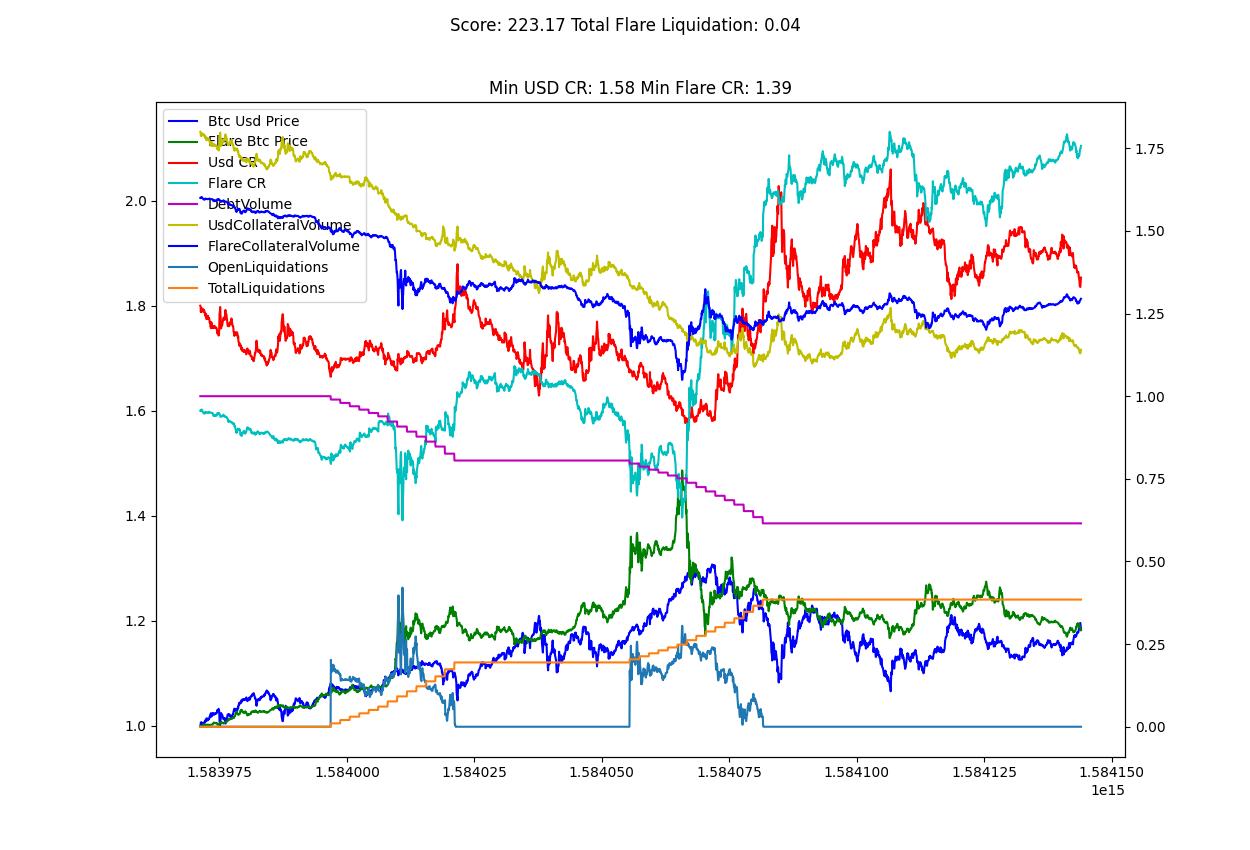 Score: 223.17 Total Flare Liquidation: 0.04
Min USD CR: 1.58 Min Flare CR: 1.39
Btc Usd Price
Flare Btc Price
Usd CR
Flare CR
DebtVolume
UsdCollateralVolume
FlareCollateralVolume
OpenLiquidations
TotalLiquidations
2.0
1.8
1.6
1.4
1.2
1.0
1.75
1.50
1.25
1.00
0.75
0.50
0.25
0.00
1.583975 1.584000 1.584025 1.584050 1.584075 1.584100 1.584125 1.584150
1e15